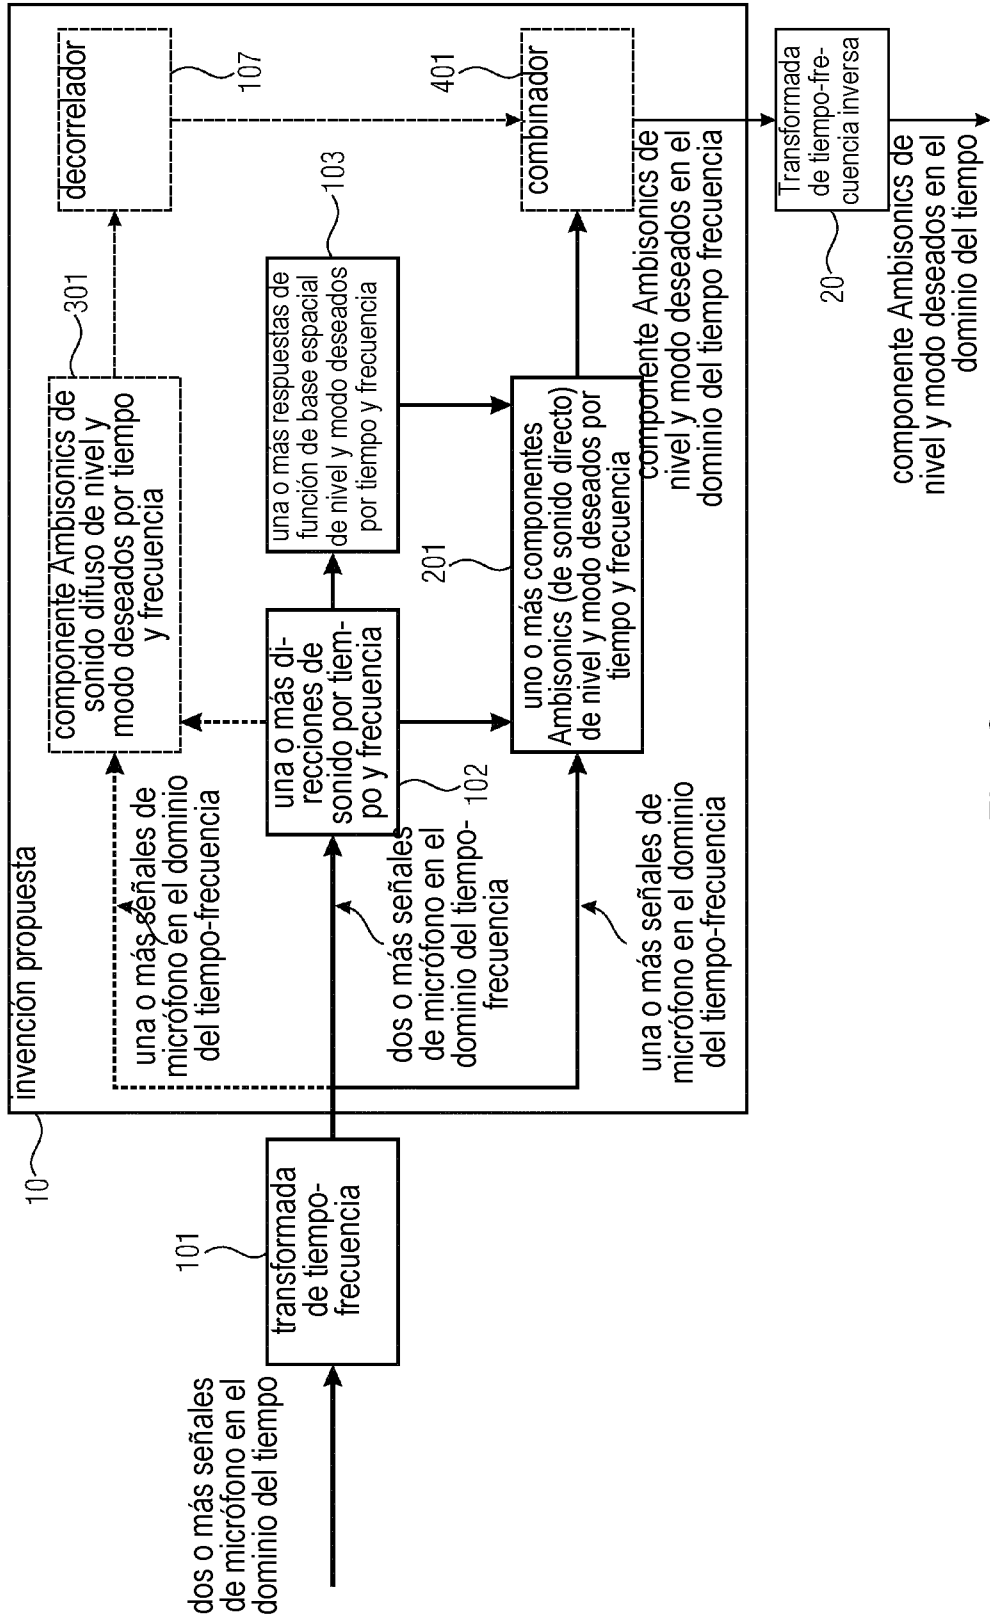 dos o más señales
de micrófono en el
dominio del tiempo
101
transformada
de tiempo-
frecuencia
10
invención propuesta
una o más señales de
micrófono en el dominio
del tiempo-frecuencia
dos o más señales
de micrófono en el
dominio del tiempo-
frecuencia
una o más señales de
micrófono en el dominio
del tiempo-frecuencia
301
componente Ambisonics de
sonido difuso de nivel y
modo deseados por tiempo
y frecuencia
102
una o más di-
recciones de
sonido por tiem-
po y frecuencia
103
una o más respuestas de
función de base espacial
de nivel y modo deseados
por tiempo y frecuencia
201
uno o más componentes
Ambisonics (de sonido directo)
de nivel y modo deseados por
tiempo y frecuencia
107
decorrelador
401
combinador
componente Ambisonics de
nivel y modo deseados en el
dominio del tiempo frecuencia
20
Transformada
de tiempo-fre-
cuencia inversa
componente Ambisonics de
nivel y modo deseados en el
dominio del tiempo